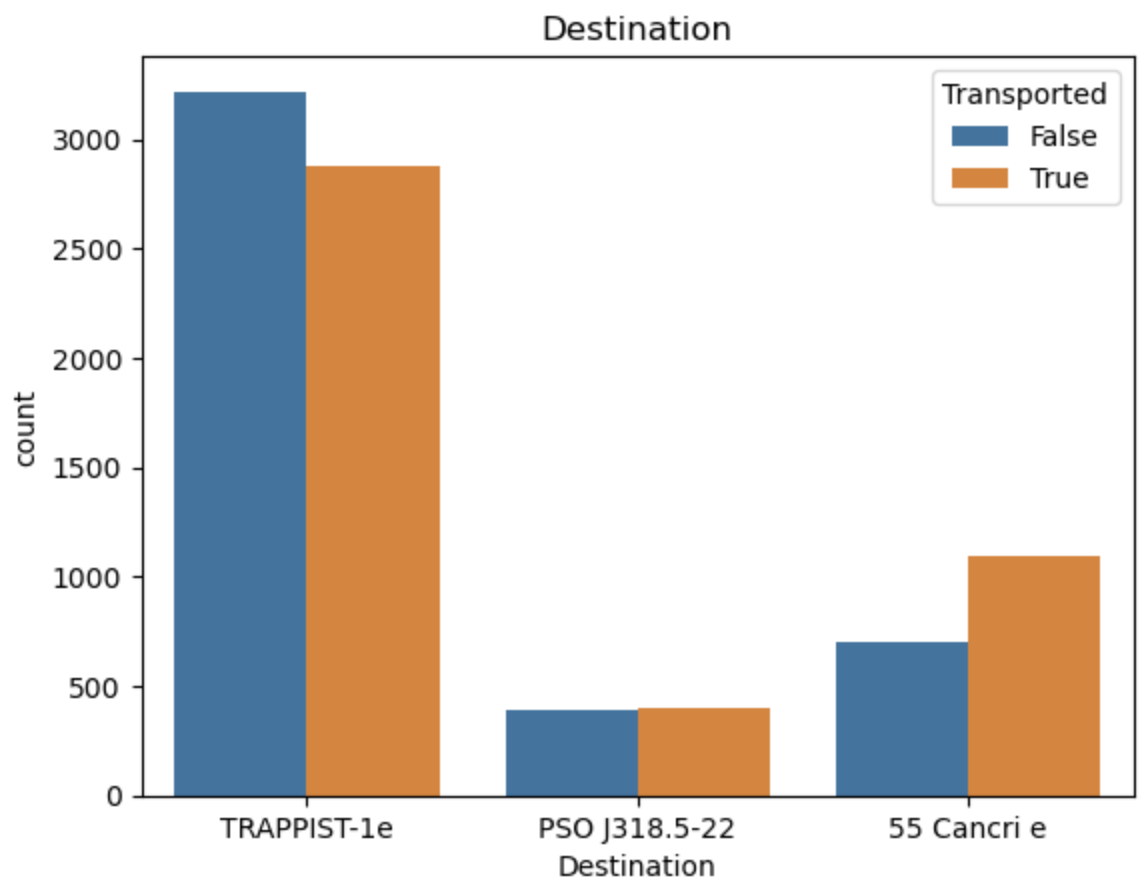 Destination
Transported
False
True
3000
2500
2000
1500
1000
500
0
count
TRAPPIST-1e
PSO J318.5-22
55 Cancri e
Destination